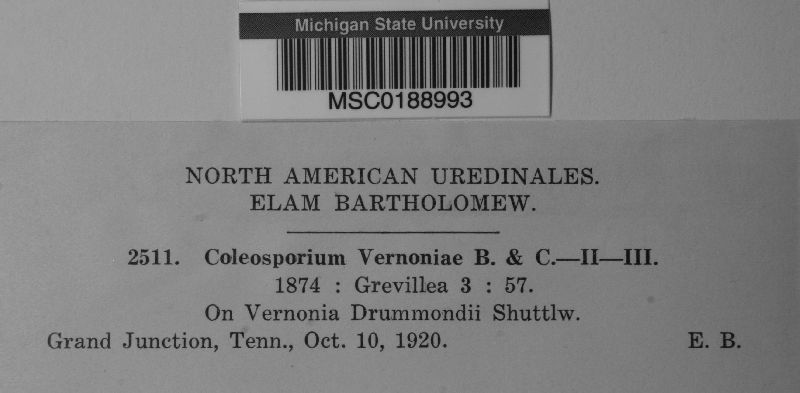 Michigan State University
MSC0188993
NORTH AMERICAN UREDINALES.
ELAM BARTHOLOMEW.
2511. Coleosporium Vernoniae B. & C.—II—III.
1874 : Grevillea 3 : 57.
On Vernonia Drummondii Shuttlw.
Grand Junction, Tenn., Oct. 10, 1920. E. B.